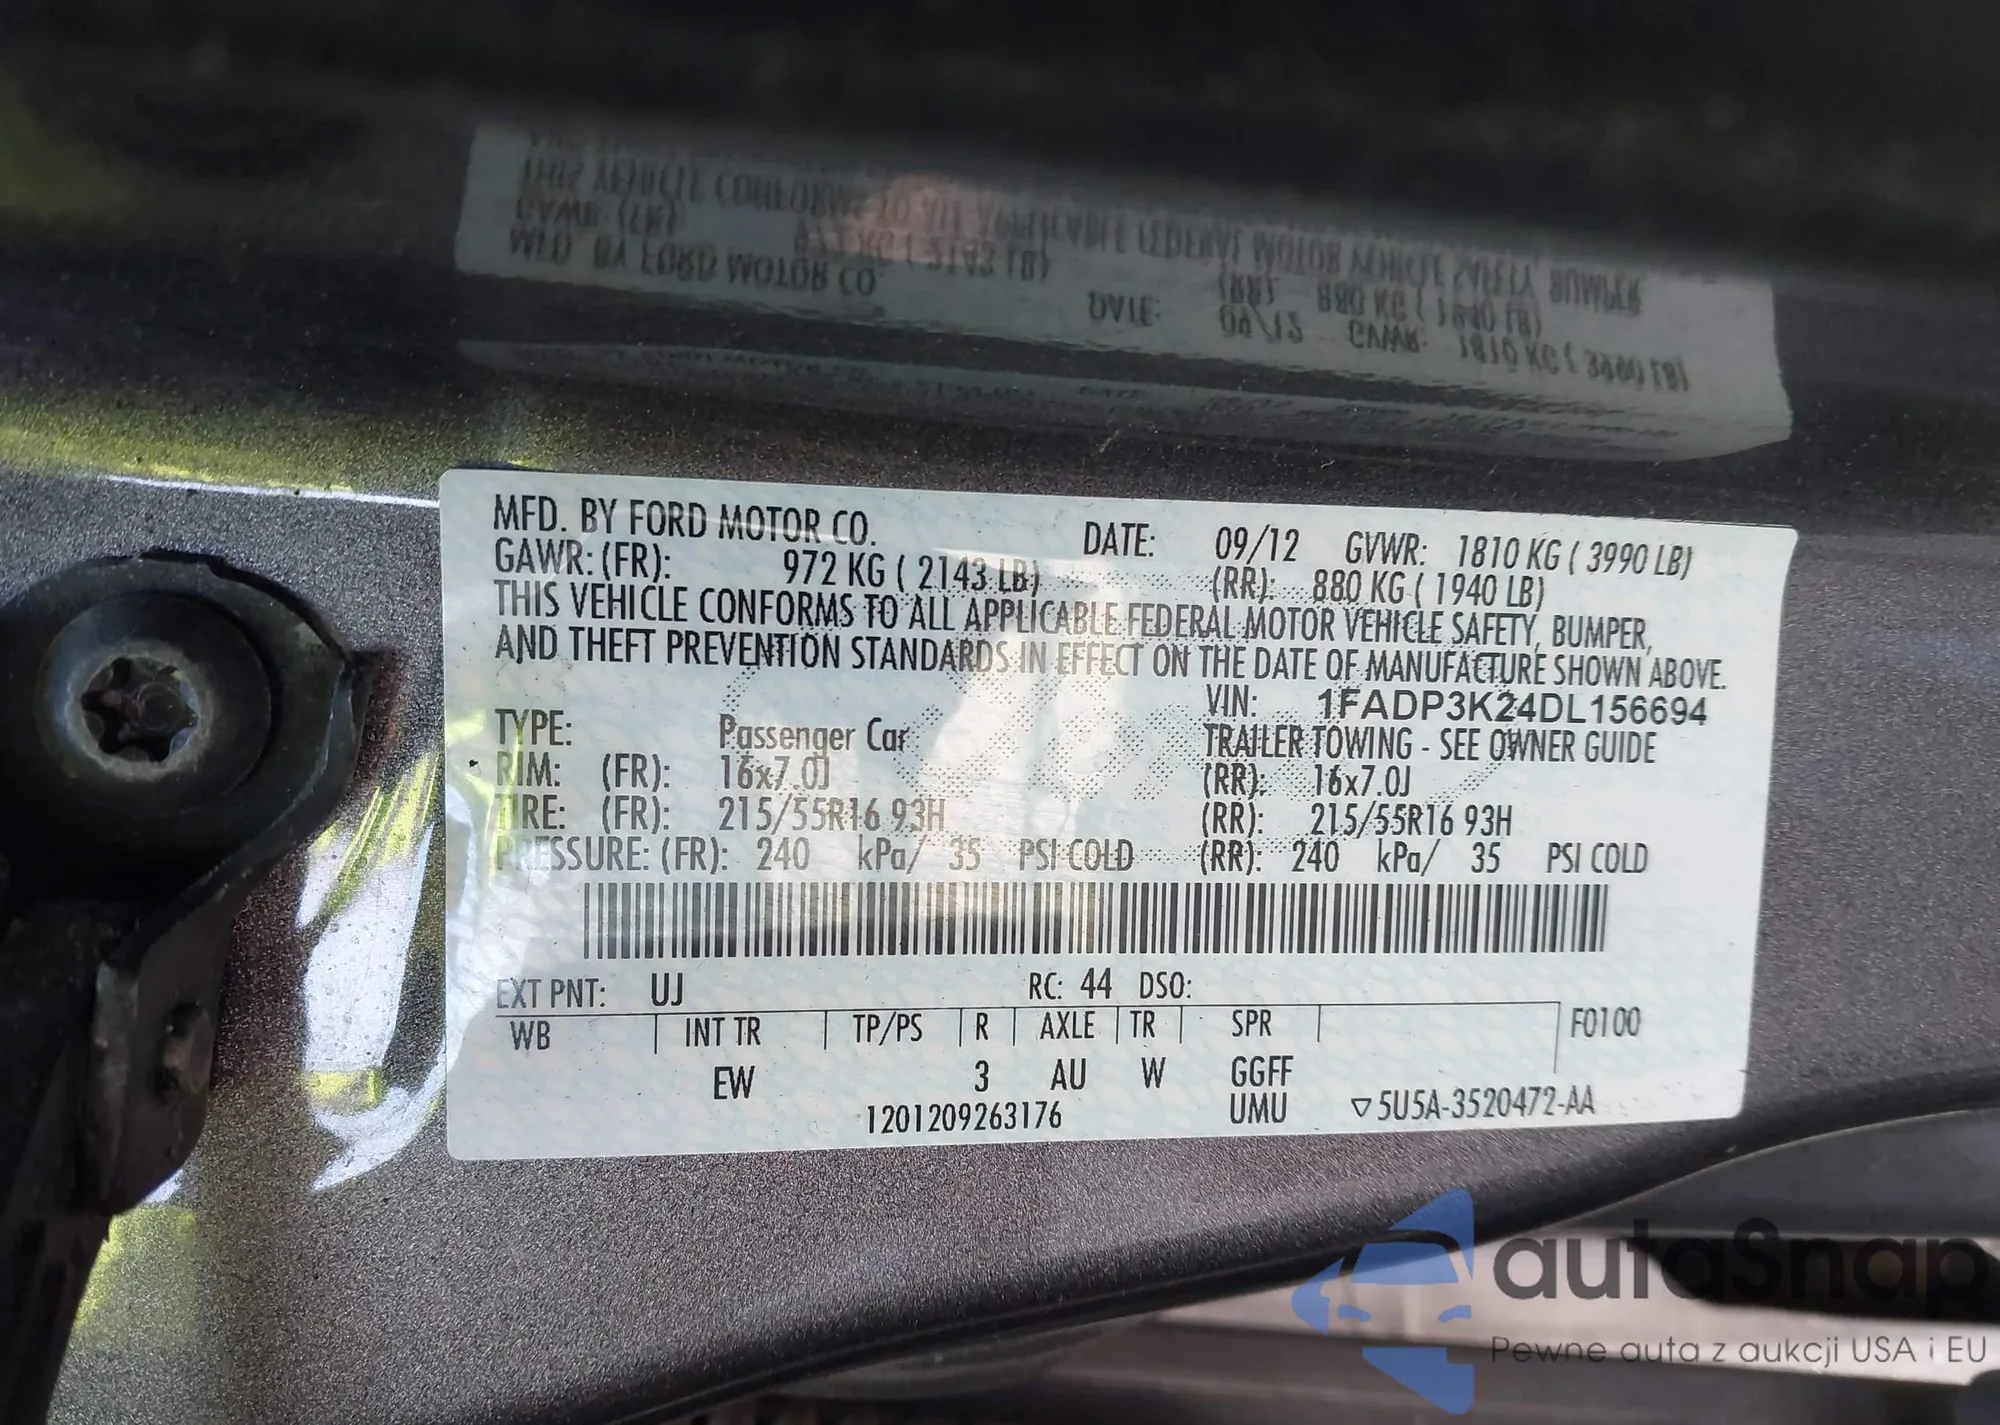 MFD. BY FORD MOTOR CO. DATE: 09/12 GVWR: 1810 KG ( 3990 LB)
GAWR: (FR): 972 KG ( 2143 LB) (RR): 880 KG ( 1940 LB)
THIS VEHICLE CONFORMS TO ALL APPLICABLE FEDERAL MOTOR VEHICLE SAFETY, BUMPER,
AND THEFT PREVENTION STANDARDS IN EFFECT ON THE DATE OF MANUFACTURE SHOWN ABOVE.
VIN: 1FADP3K24DL156694
TYPE: Passenger Car TRAILER TOWING - SEE OWNER GUIDE
RIM: (FR): 16x7.0J (RR): 16x7.0J
TIRE: (FR): 215/55R16 93H (RR): 215/55R16 93H
PRESSURE: (FR): 240 kPa/ 35 PSI COLD (RR): 240 kPa/ 35 PSI COLD
EXT PNT: UJ RC: 44 DSO:
WB INT TR TP/PS R AXLE TR SPR F0100
EW 3 AU W GGFF
1201209263176 UMU ▽5U5A-3520472-AA
autaSnap
Pewne auta z aukcji USA i EU